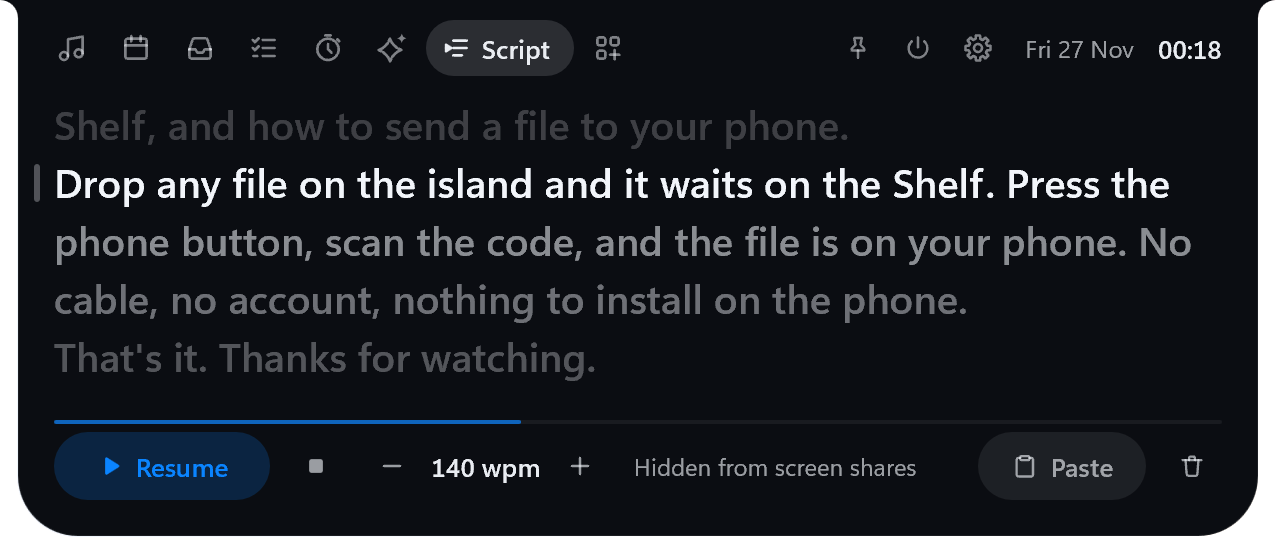 Script
Fri 27 Nov 00:18
Shelf, and how to send a file to your phone.
Drop any file on the island and it waits on the Shelf. Press the
phone button, scan the code, and the file is on your phone. No
cable, no account, nothing to install on the phone.
That's it. Thanks for watching.
Resume
140 wpm
Hidden from screen shares
Paste